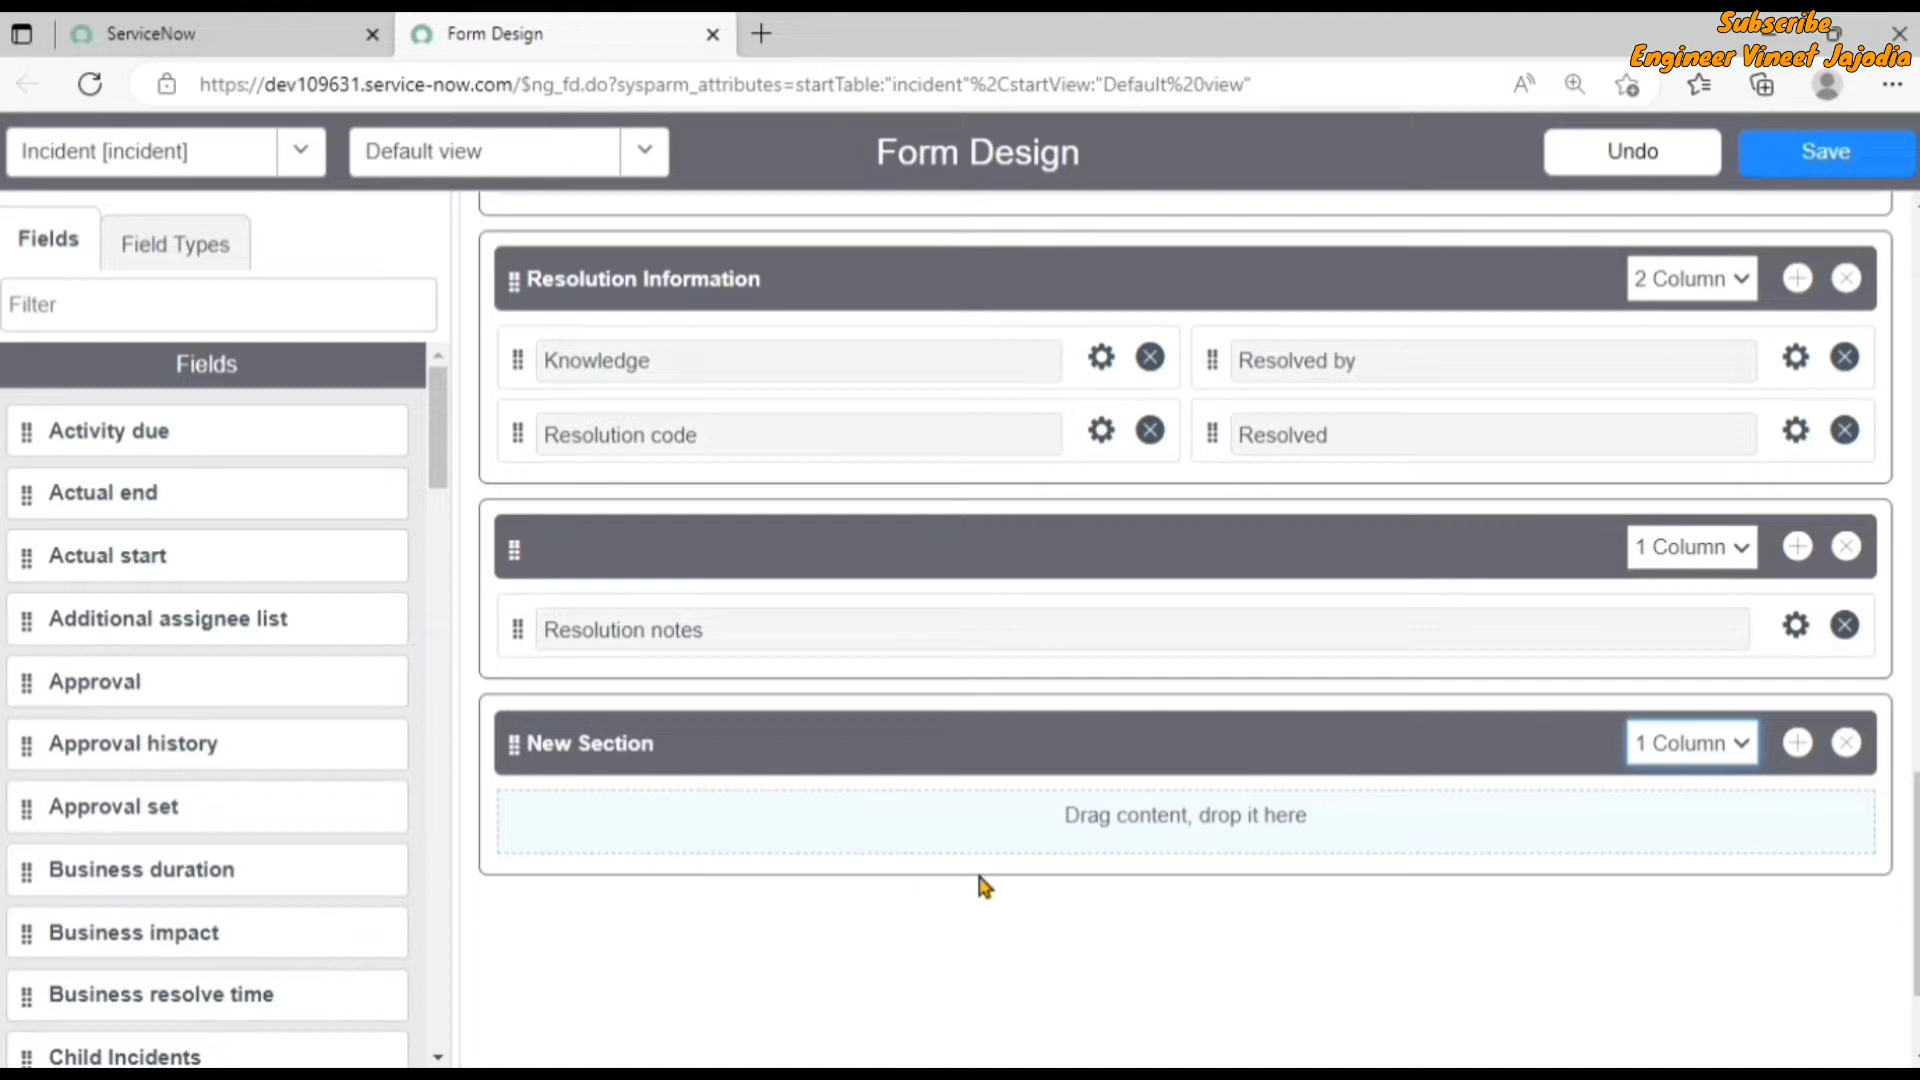 ServiceNow
Form Design
Subscribe
Engineer Vineet Jajodia
https://dev109631.service-now.com/$ng_fd.do?sysparm_attributes=startTable:"incident"%2CstartView:"Default%20view"
Incident [incident]
Default view
Form Design
Undo
Save
Fields
Field Types
Filter
Fields
Activity due
Actual end
Actual start
Additional assignee list
Approval
Approval history
Approval set
Business duration
Business impact
Business resolve time
Child Incidents
Resolution Information
2 Column
Knowledge
Resolved by
Resolution code
Resolved
1 Column
Resolution notes
New Section
1 Column
Drag content, drop it here